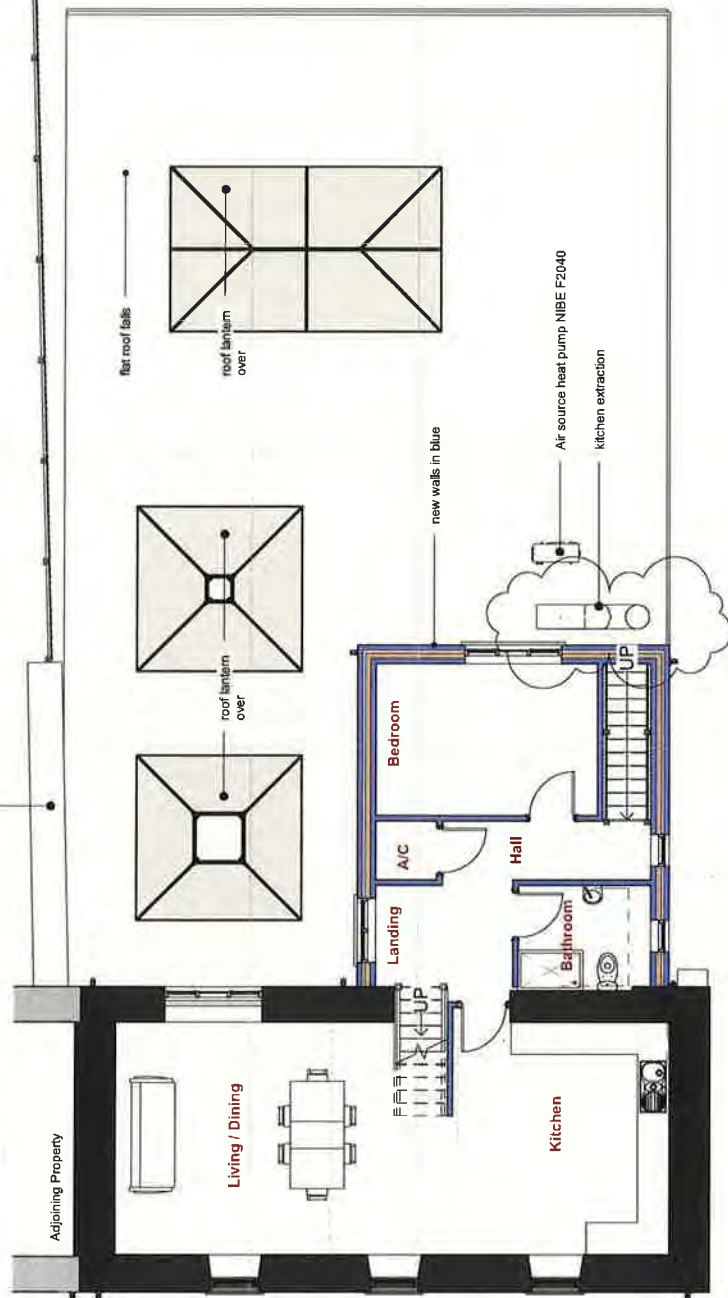 Adjoining Property
flat roof falls
roof lantern
over
roof lantern
over
new walls in blue
Air source heat pump NIBE F2040
kitchen extraction
Bedroom
UP
A/C
Hall
Landing
Bathroom
UP
Living / Dining
Kitchen